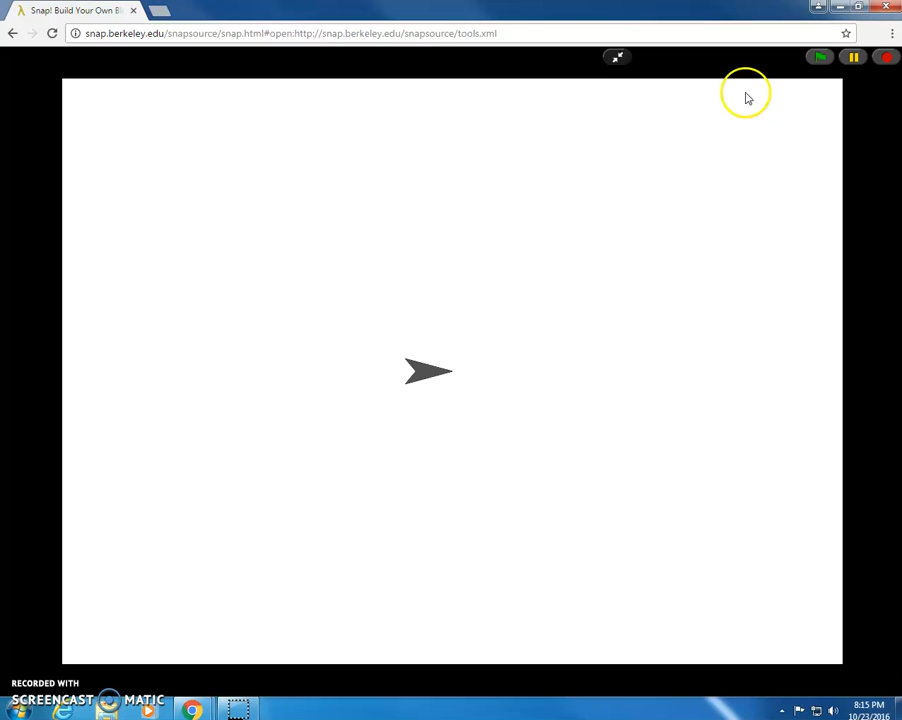 Snap! Build Your Own Bl
snap.berkeley.edu/snapsource/snap.html#open:http://snap.berkeley.edu/snapsource/tools.xml
RECORDED WITH
SCREENCAST MATIC
8:15 PM
10/23/2016